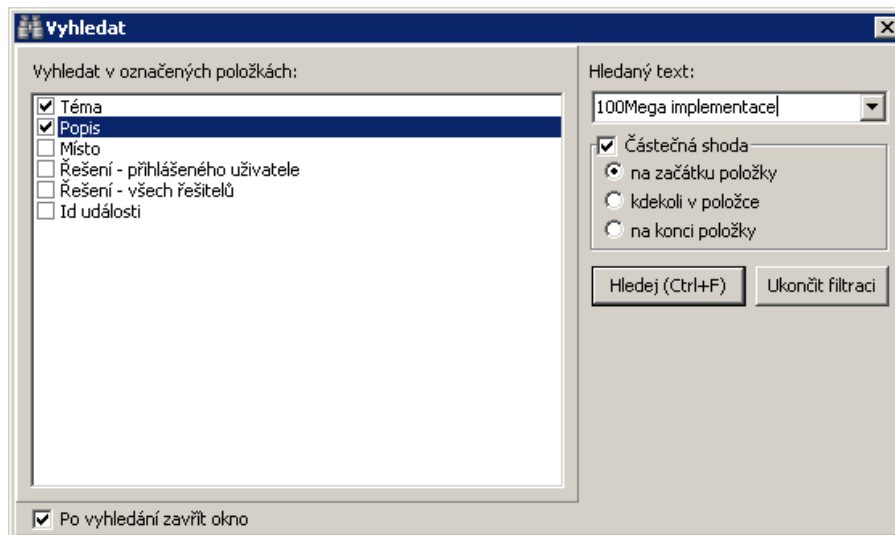 Vyhledat
Vyhledat v označených položkách:
Téma
Popis
Místo
Řešení - přihlášeného uživatele
Řešení - všech řešitelů
Id události
Po vyhledání zavřít okno
Hledaný text:
100Mega implementace
Částečná shoda
na začátku položky
kdekoli v položce
na konci položky
Hledej (Ctrl+F)
Ukončit filtraci